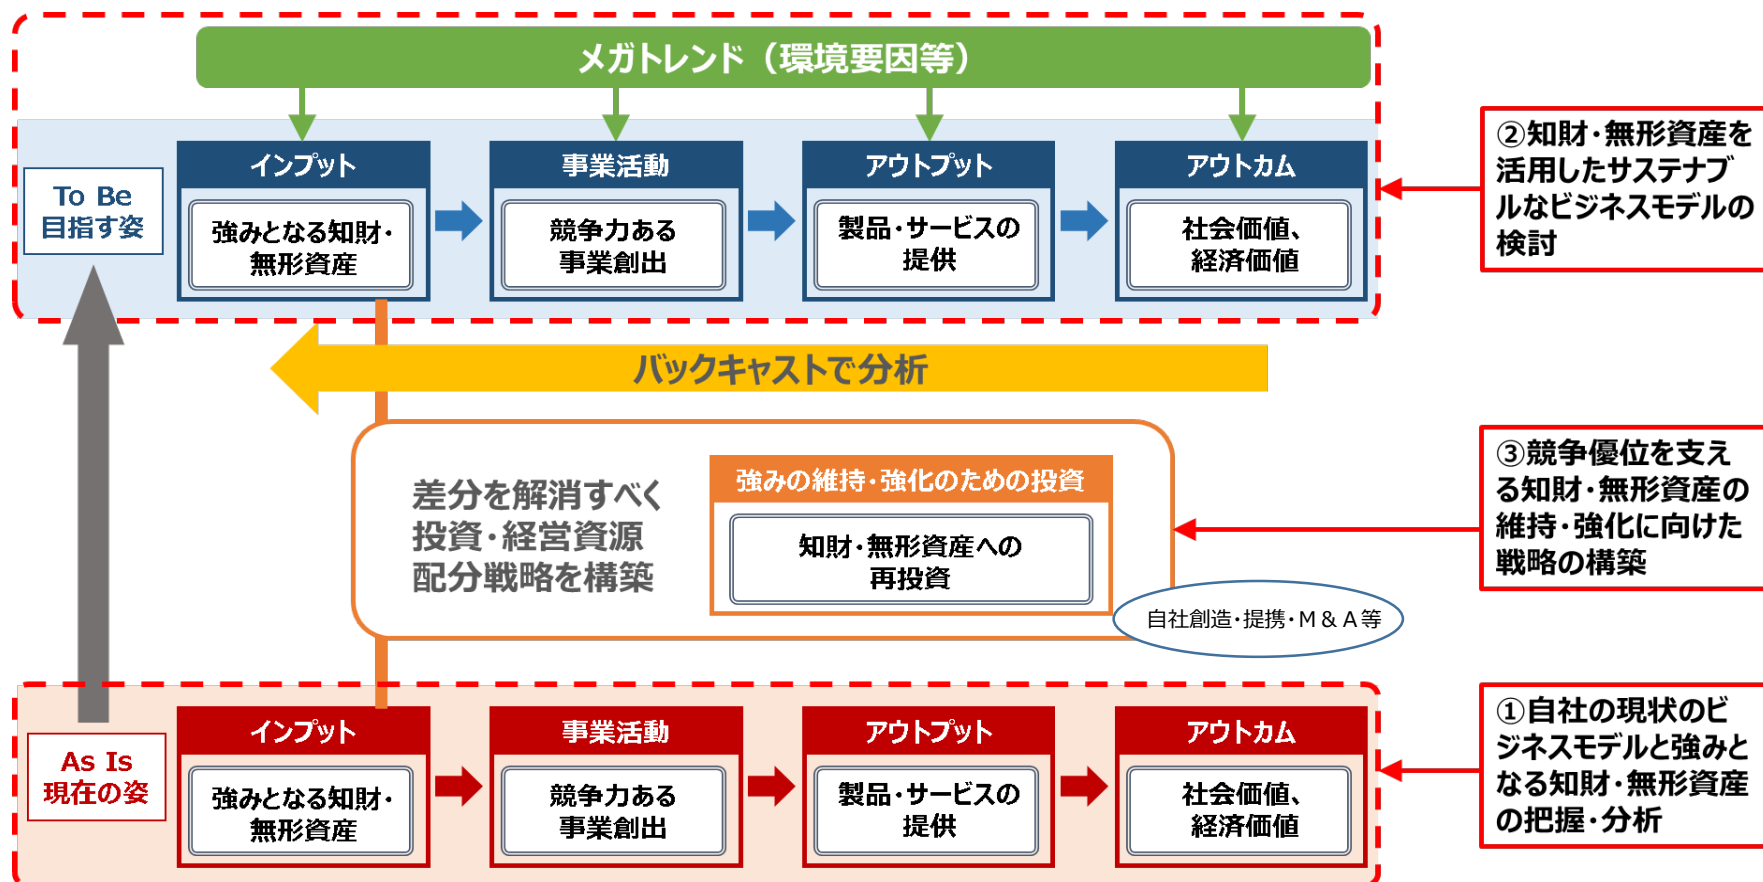 メガトレンド（環境要因等）
To Be
目指す姿
インプット
強みとなる知財・
無形資産
事業活動
競争力ある
事業創出
アウトプット
製品・サービスの
提供
アウトカム
社会価値、
経済価値
②知財・無形資産を
活用したサステナブ
ルなビジネスモデルの
検討
バックキャストで分析
差分を解消すべく
投資・経営資源
配分戦略を構築
強みの維持・強化のための投資
知財・無形資産への
再投資
自社創造・提携・M & A 等
③競争優位を支え
る知財・無形資産の
維持・強化に向けた
戦略の構築
As Is
現在の姿
インプット
強みとなる知財・
無形資産
事業活動
競争力ある
事業創出
アウトプット
製品・サービスの
提供
アウトカム
社会価値、
経済価値
①自社の現状のビ
ジネスモデルと強みと
なる知財・無形資産
の把握・分析